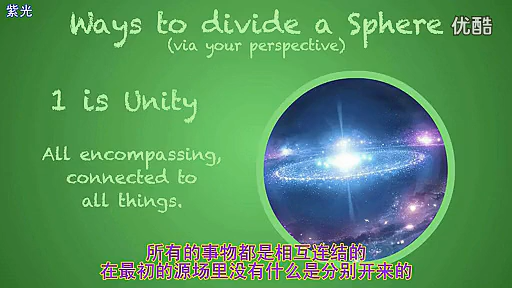 紫光
优酷
Ways to divide a Sphere
(via your perspective)
1 is Unity
All encompassing,
connected to
all things.
所有的事物都是相互连结的
在最初的源场里没有什么是分别开来的